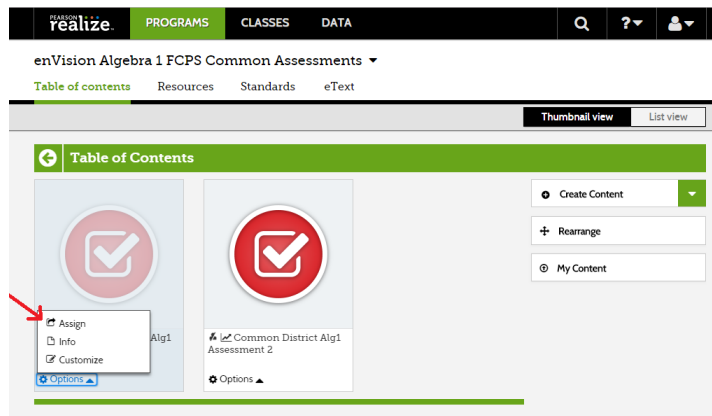 PEARSON
realize.
PROGRAMS CLASSES DATA
?
enVision Algebra 1 FCPS Common Assessments
Table of contents Resources Standards eText
Thumbnail view List view
Table of Contents
Create Content
Rearrange
My Content
Assign
Info
Customize
Alg1
Options
Common District Alg1
Assessment 2
Options